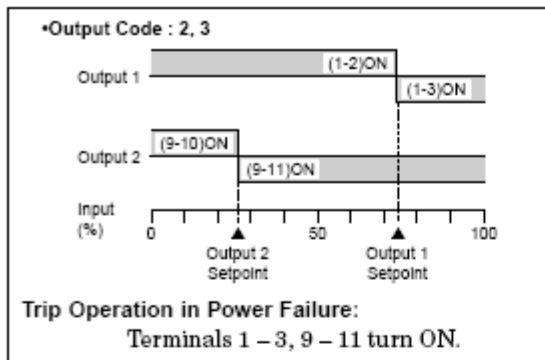 •Output Code : 2, 3
(1-2)ON
Output 1
(1-3)ON
(9-10)ON
Output 2
(9-11)ON
Input
(%)
0 50 100
▲ ▲
Output 2 Output 1
Setpoint Setpoint
Trip Operation in Power Failure:
Terminals 1 – 3, 9 – 11 turn ON.